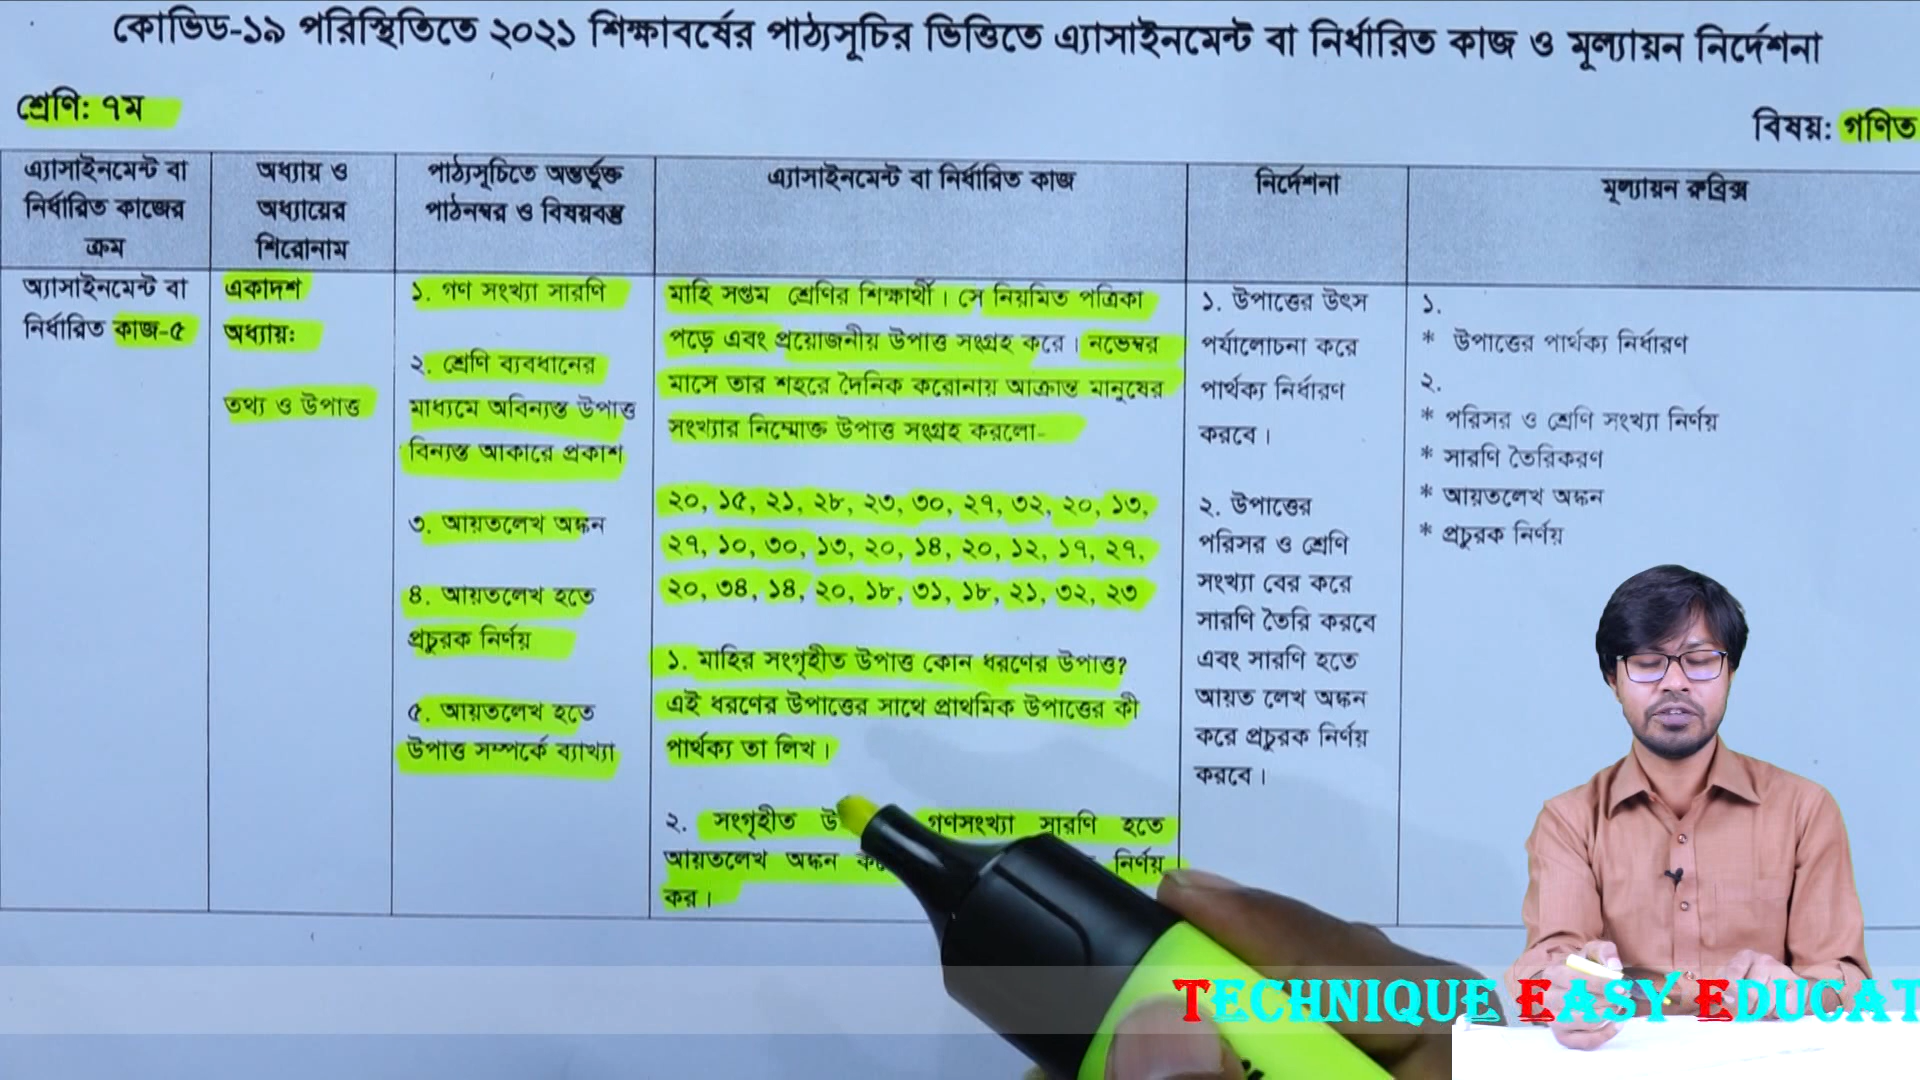 কোভিড-১৯ পরিস্থিতিতে ২০২১ শিক্ষাবর্ষের পাঠ্যসূচির ভিত্তিতে এ্যাসাইনমেন্ট বা নির্ধারিত কাজ ও মূল্যায়ন নির্দেশনা
শ্রেণি: ৭ম
বিষয়: গণিত
এ্যাসাইনমেন্ট বা
নির্ধারিত কাজের
ক্রম
অধ্যায় ও
অধ্যায়ের
শিরোনাম
পাঠ্যসূচিতে অন্তর্ভুক্ত
পাঠনম্বর ও বিষয়বস্তু
এ্যাসাইনমেন্ট বা নির্ধারিত কাজ
নির্দেশনা
মূল্যায়ন রুব্রিক্স
অ্যাসাইনমেন্ট বা
নির্ধারিত কাজ-৫
একাদশ
অধ্যায়:
তথ্য ও উপাত্ত
১. গণ সংখ্যা সারণি
২. শ্রেণি ব্যবধানের
মাধ্যমে অবিন্যস্ত উপাত্ত
বিন্যস্ত আকারে প্রকাশ
৩. আয়তলেখ অঙ্কন
৪. আয়তলেখ হতে
প্রচুরক নির্ণয়
৫. আয়তলেখ হতে
উপাত্ত সম্পর্কে ব্যাখ্যা
মাহি সপ্তম শ্রেণির শিক্ষার্থী। সে নিয়মিত পত্রিকা
পড়ে এবং প্রয়োজনীয় উপাত্ত সংগ্রহ করে। নভেম্বর
মাসে তার শহরে দৈনিক করোনায় আক্রান্ত মানুষের
সংখ্যার নিম্মোক্ত উপাত্ত সংগ্রহ করলো-
২০, ১৫, ২১, ২৮, ২৩, ৩০, ২৭, ৩২, ২০, ১৩,
২৭, ১০, ৩০, ১৩, ২০, ১৪, ২০, ১২, ১৭, ২৭,
২০, ৩৪, ১৪, ২০, ১৮, ৩১, ১৮, ২১, ৩২, ২৩
১. মাহির সংগৃহীত উপাত্ত কোন ধরণের উপাত্ত?
এই ধরণের উপাত্তের সাথে প্রাথমিক উপাত্তের কী
পার্থক্য তা লিখ।
২. সংগৃহীত উ গণসংখ্যা সারণি হতে
আয়তলেখ অঙ্কন নির্ণয়
কর।
১. উপাত্তের উৎস
পর্যালোচনা করে
পার্থক্য নির্ধারণ
করবে।
২. উপাত্তের
পরিসর ও শ্রেণি
সংখ্যা বের করে
সারণি তৈরি করবে
এবং সারণি হতে
আয়ত লেখ অঙ্কন
করে প্রচুরক নির্ণয়
করবে।
১.
* উপাত্তের পার্থক্য নির্ধারণ
২.
* পরিসর ও শ্রেণি সংখ্যা নির্ণয়
* সারণি তৈরিকরণ
* আয়তলেখ অঙ্কন
* প্রচুরক নির্ণয়
TECHNIQUE EASY EDUCAT